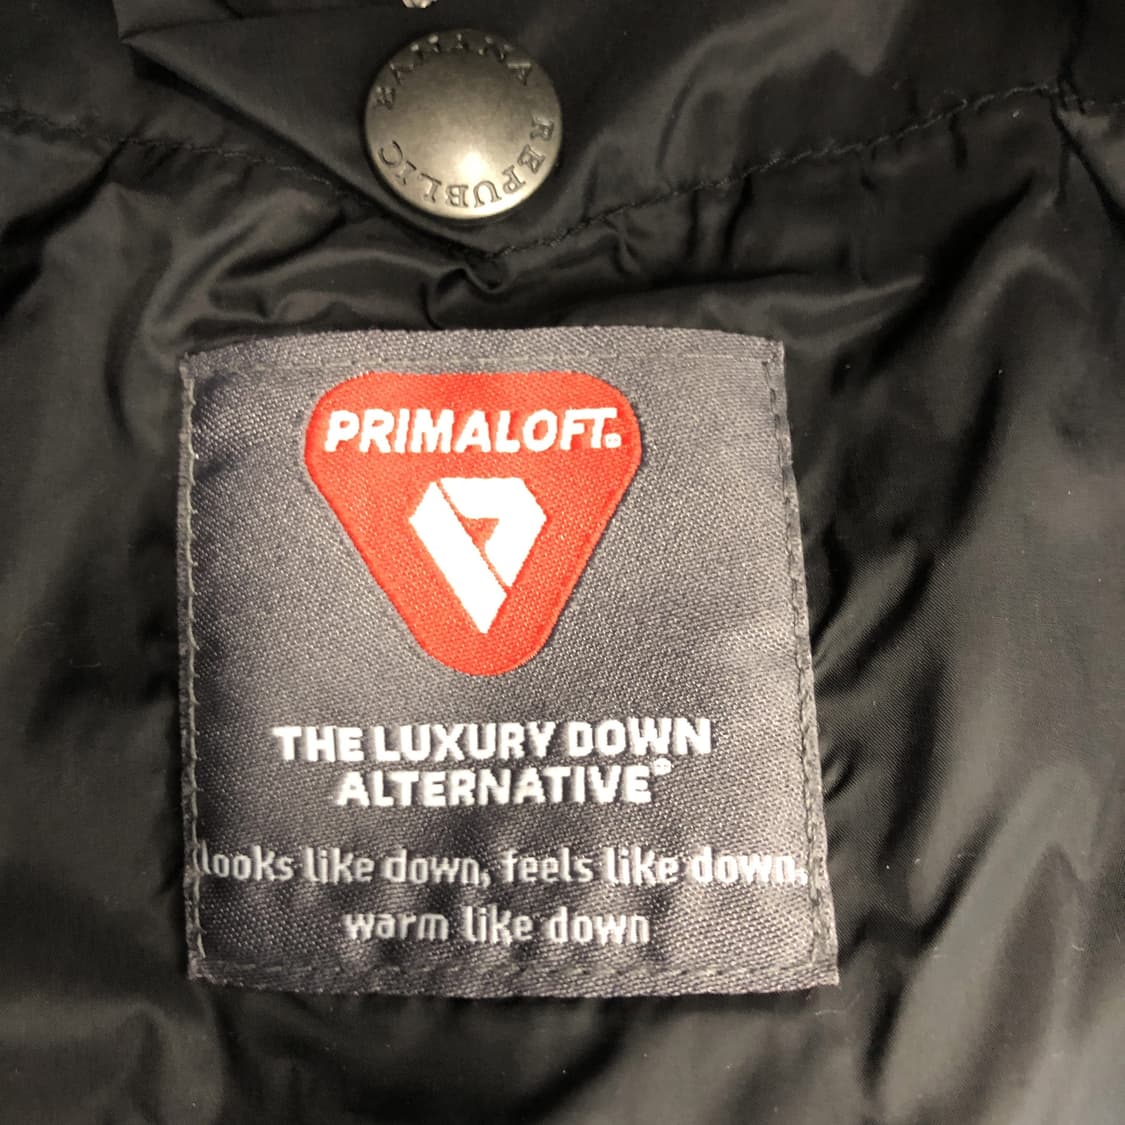 BANANA REPUBLIC
PRIMALOFT®
THE LUXURY DOWN
ALTERNATIVE®
looks like down, feels like down,
warm like down